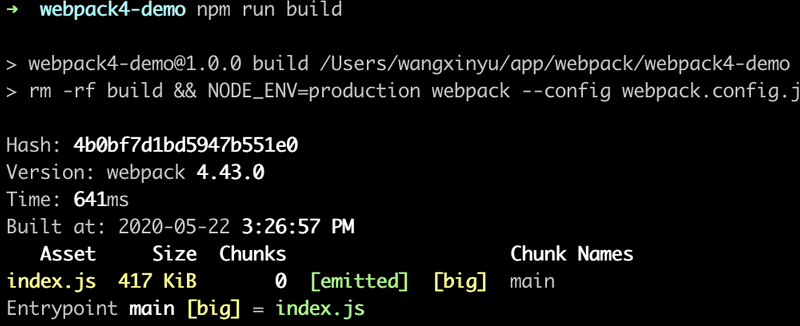 ➜ webpack4-demo npm run build
> webpack4-demo@1.0.0 build /Users/wangxinyu/app/webpack/webpack4-demo
> rm -rf build && NODE_ENV=production webpack --config webpack.config.j
Hash: 4b0bf7d1bd5947b551e0
Version: webpack 4.43.0
Time: 641ms
Built at: 2020-05-22 3:26:57 PM
Asset Size Chunks Chunk Names
index.js 417 KiB 0 [emitted] [big] main
Entrypoint main [big] = index.js